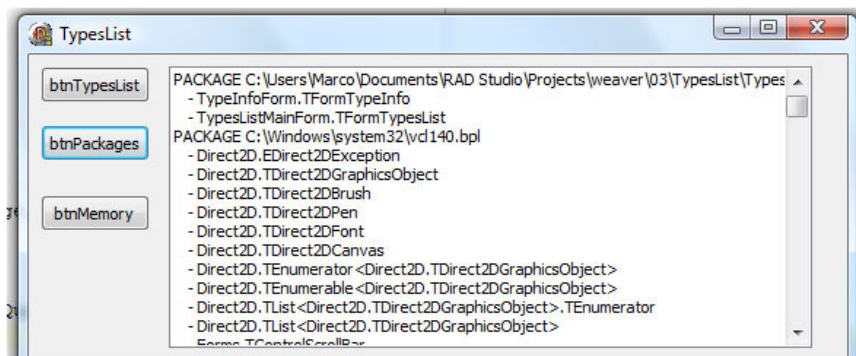 TypesList
btnTypesList
btnPackages
btnMemory
PACKAGE C:\Users\Marco\Documents\RAD Studio\Projects\weaver\03\TypesList\Types
- TypeInfoForm.TFormTypeInfo
- TypesListMainForm.TFormTypesList
PACKAGE C:\Windows\system32\vcl140.bpl
- Direct2D.EDirect2DException
- Direct2D.TDirect2DGraphicsObject
- Direct2D.TDirect2DBrush
- Direct2D.TDirect2DPen
- Direct2D.TDirect2DFont
- Direct2D.TDirect2DCanvas
- Direct2D.TEnumerator<Direct2D.TDirect2DGraphicsObject>
- Direct2D.TEnumerable<Direct2D.TDirect2DGraphicsObject>
- Direct2D.TList<Direct2D.TDirect2DGraphicsObject>.TEnumerator
- Direct2D.TList<Direct2D.TDirect2DGraphicsObject>
- Forms.TControlScrollBar